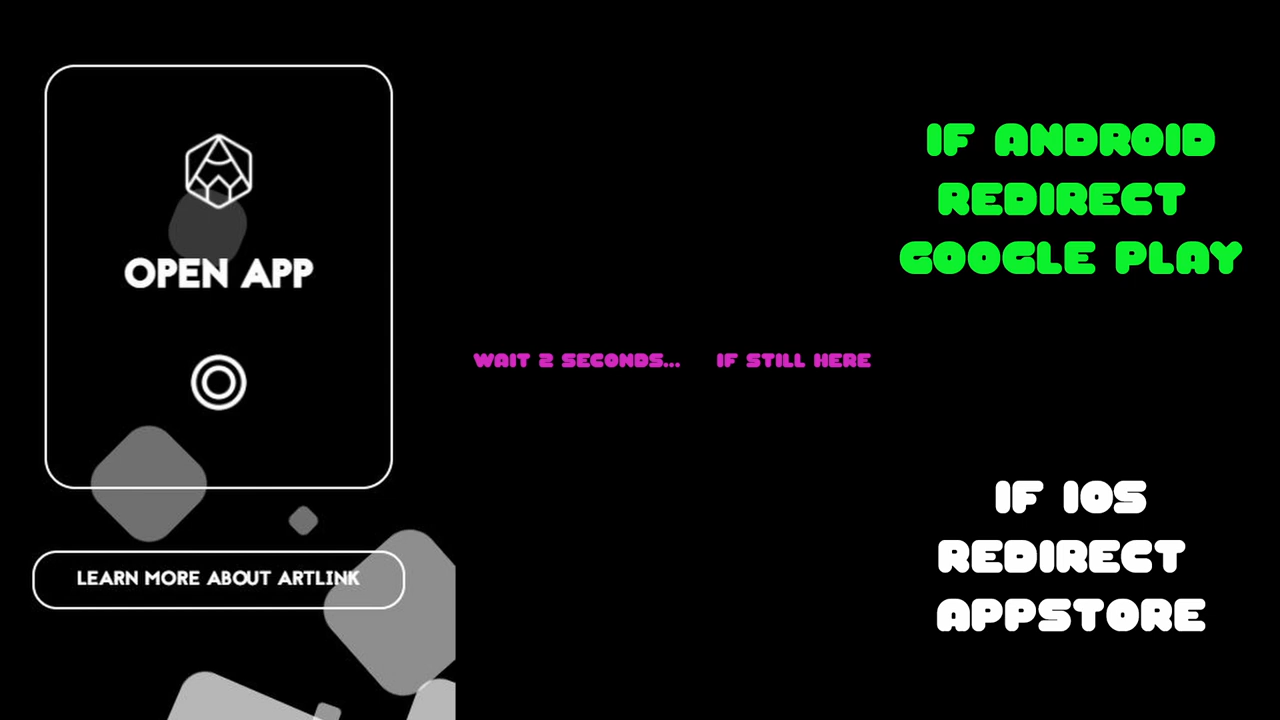 OPEN APP
LEARN MORE ABOUT ARTLINK
WAIT 2 SECONDS... IF STILL HERE
IF ANDROID
REDIRECT
GOOGLE PLAY
IF IOS
REDIRECT
APPSTORE